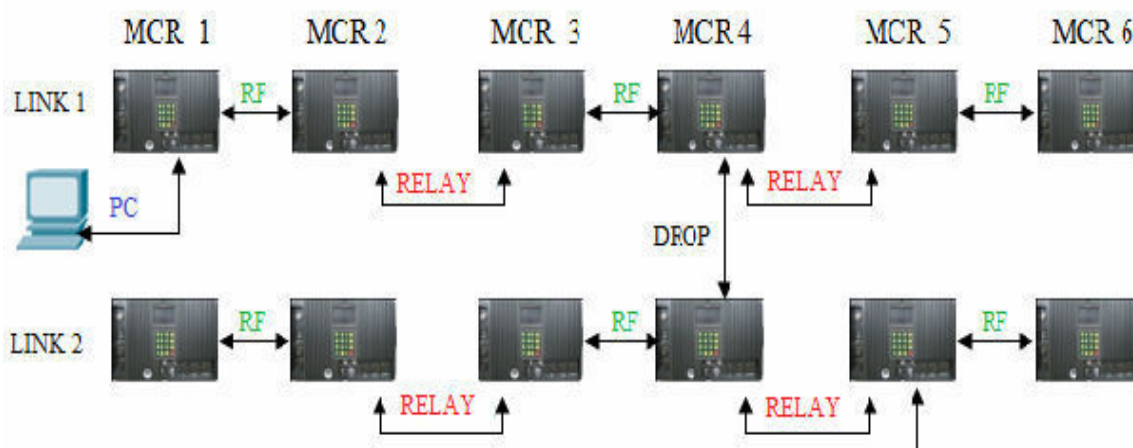 MCR 1 MCR 2 MCR 3 MCR 4 MCR 5 MCR 6
LINK 1 RF RF RF
RELAY RELAY
PC
DROP
LINK 2 RF RF RF
RELAY RELAY